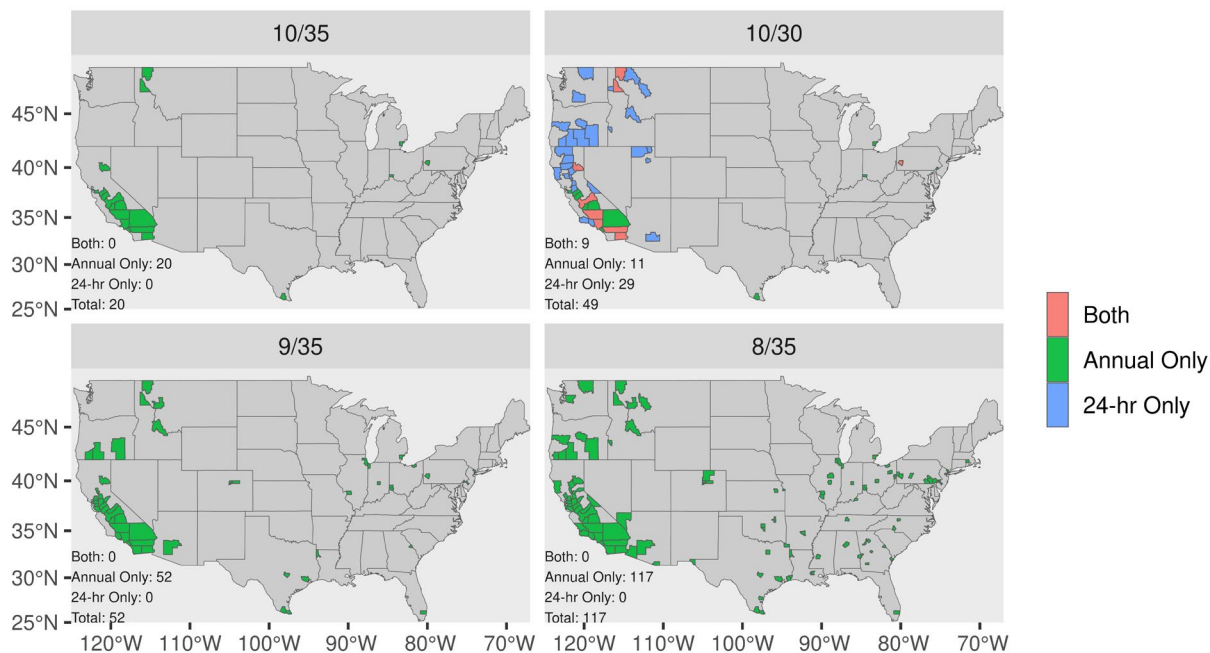 10/35
10/30
45°N
40°N
35°N
30°N
25°N
Both: 0
Annual Only: 20
24-hr Only: 0
Total: 20
Both: 9
Annual Only: 11
24-hr Only: 29
Total: 49
9/35
8/35
45°N
40°N
35°N
30°N
25°N
Both: 0
Annual Only: 52
24-hr Only: 0
Total: 52
Both: 0
Annual Only: 117
24-hr Only: 0
Total: 117
120°W 110°W 100°W 90°W 80°W 70°W
120°W 110°W 100°W 90°W 80°W 70°W
Both
Annual Only
24-hr Only